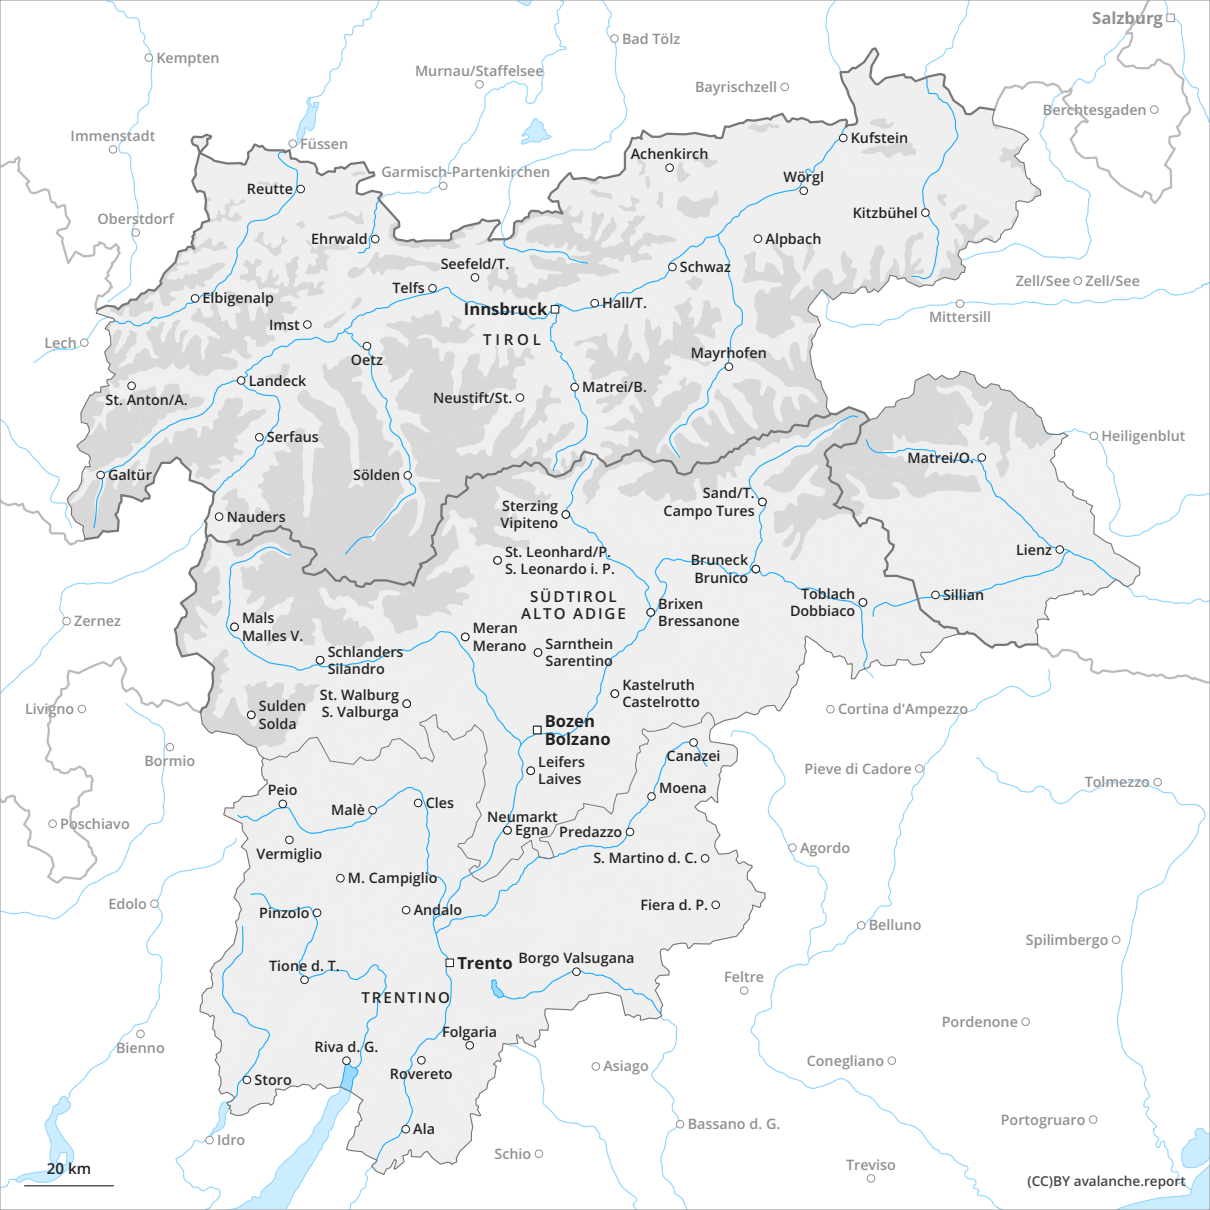 Salzburg
Bad Tölz
Kempten
Murnau/Staffelsee
Bayrischzell
Berchtesgaden
Immenstadt
Kufstein
Füssen
Achenkirch
Garmisch-Partenkirchen
Wörgl
Reutte
Oberstdorf
Kitzbühel
Ehrwald
Alpbach
Seefeld/T.
Schwaz
Zell/See
Zell/See
Telfs
Elbigenalp
Hall/T.
Innsbruck
Mittersill
Imst
TIROL
Lech
Mayrhofen
Oetz
Landeck
Matrei/B.
St. Anton/A.
Neustift/St.
Serfaus
Heiligenblut
Matrei/O.
Galtür
Sölden
Sand/T.
Campo Tures
Sterzing
Vipiteno
Nauders
St. Leonhard/P.
S. Leonardo i. P.
Lienz
Bruneck
Brunico
SÜDTIROL
ALTO ADIGE
Toblach
Dobbiaco
Sillian
Brixen
Bressanone
Mals
Malles V.
Zernez
Meran
Merano
Sarnthein
Sarentino
Schlanders
Silandro
Kastelruth
Castelrotto
St. Walburg
S. Valburga
Sulden
Solda
Livigno
Cortina d'Ampezzo
Bozen
Bolzano
Canazei
Bormio
Leifers
Laives
Pieve di Cadore
Tolmezzo
Peio
Moena
Malè
Cles
Neumarkt
Egna
Predazzo
Poschiavo
Vermiglio
Agordo
S. Martino d. C.
M. Campiglio
Edolo
Pinzolo
Andalo
Fiera d. P.
Belluno
Spilimbergo
Borgo Valsugana
Trento
Tione d. T.
Feltre
TRENTINO
Pordenone
Folgaria
Bienno
Riva d. G.
Conegliano
Asiago
Rovereto
Storo
Portogruaro
Bassano d. G.
Ala
Idro
Schio
Treviso
20 km
(CC)BY avalanche.report